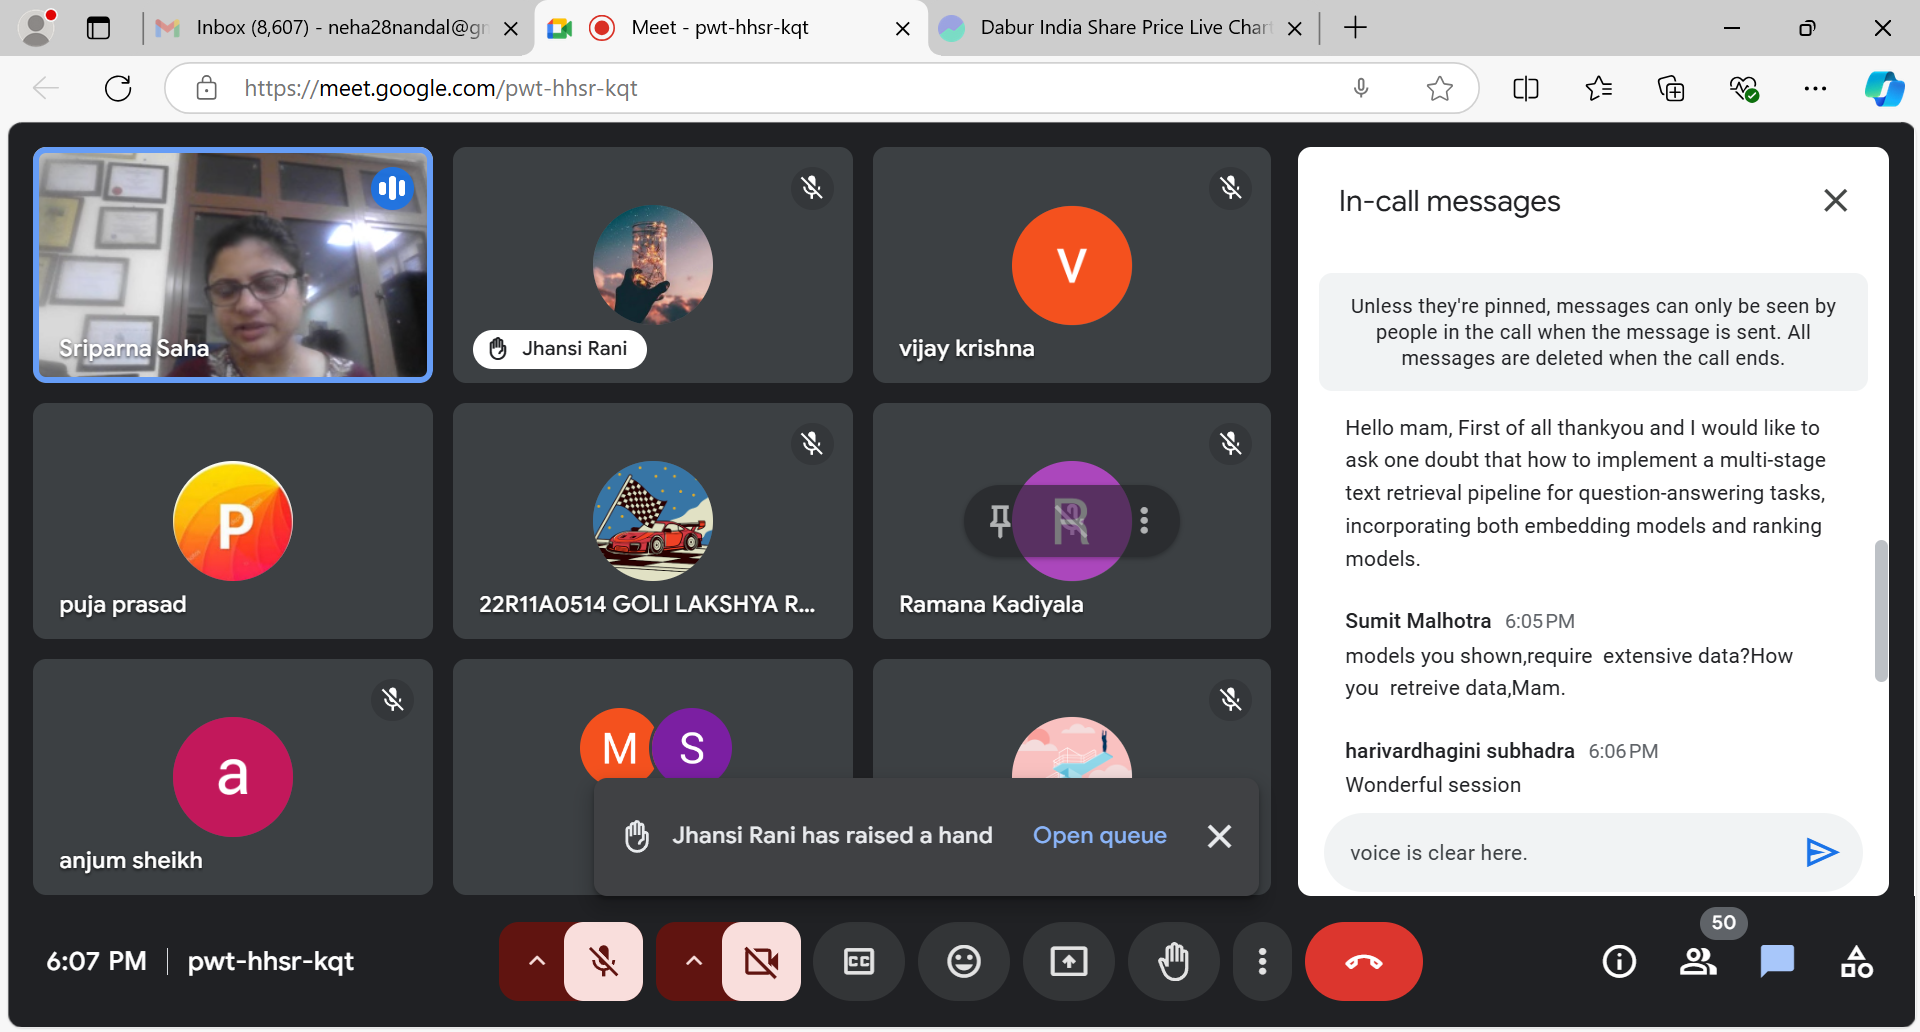 Inbox (8,607) - neha28nandal@gn
Meet - pwt-hhsr-kqt
Dabur India Share Price Live Chart
https://meet.google.com/pwt-hhsr-kqt
Sriparna Saha
Jhansi Rani
V
vijay krishna
P
puja prasad
22R11A0514 GOLI LAKSHYA R...
R
Ramana Kadiyala
a
anjum sheikh
M
S
Jhansi Rani has raised a hand
Open queue
In-call messages
Unless they're pinned, messages can only be seen by
people in the call when the message is sent. All
messages are deleted when the call ends.
Hello mam, First of all thankyou and I would like to
ask one doubt that how to implement a multi-stage
text retrieval pipeline for question-answering tasks,
incorporating both embedding models and ranking
models.
Sumit Malhotra 6:05 PM
models you shown,require extensive data?How
you retreive data,Mam.
harivardhagini subhadra 6:06 PM
Wonderful session
voice is clear here.
6:07 PM
pwt-hhsr-kqt
CC
50